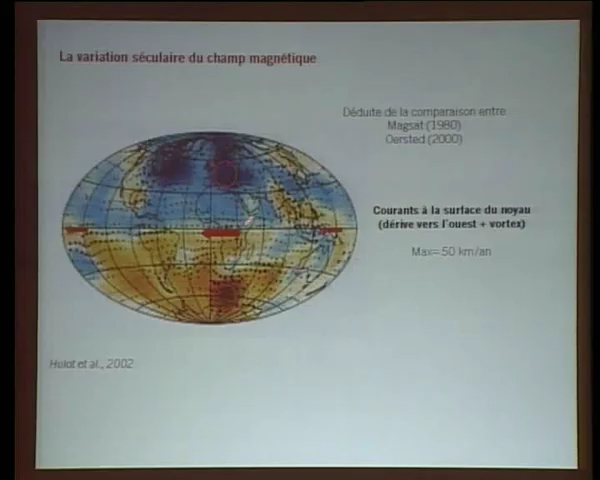 La variation séculaire du champ magnétique
Déduite de la comparaison entre
Magsat (1980)
Oersted (2000)
Courants à la surface du noyau
(dérive vers l'ouest + vortex)
Max= 50 km/an
Hulot et al., 2002